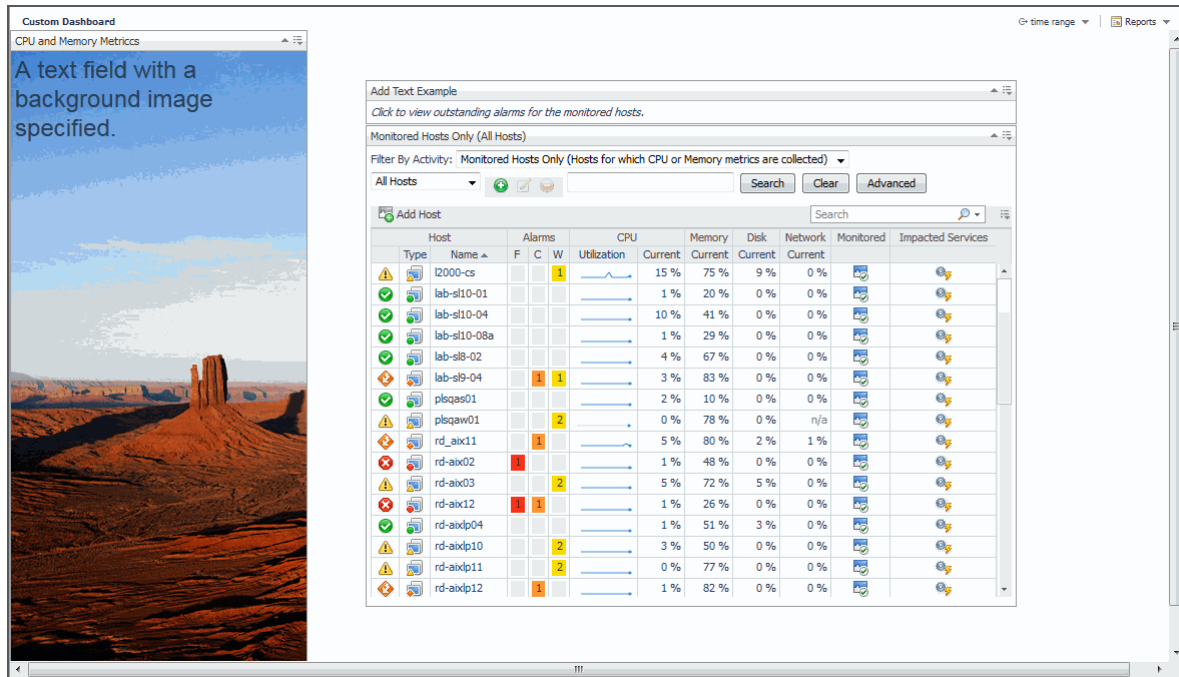 Custom Dashboard
time range
Reports
CPU and Memory Metriccs
A text field with a
background image
specified.
Add Text Example
Click to view outstanding alarms for the monitored hosts.
Monitored Hosts Only (All Hosts)
Filter By Activity: Monitored Hosts Only (Hosts for which CPU or Memory metrics are collected)
All Hosts Search Clear Advanced
Add Host Search
Host Alarms CPU Memory Disk Network Monitored Impacted Services
Type Name F C W Utilization Current Current Current Current
l2000-cs 1 15 % 75 % 9 % 0 %
lab-sl10-01 1 % 20 % 0 % 0 %
lab-sl10-04 10 % 41 % 0 % 0 %
lab-sl10-08a 1 % 29 % 0 % 0 %
lab-sl8-02 4 % 67 % 0 % 0 %
lab-sl9-04 1 1 3 % 83 % 0 % 0 %
plsqas01 2 % 10 % 0 % 0 %
plsqaw01 2 0 % 78 % 0 % n/a
rd_aix11 1 5 % 80 % 2 % 1 %
rd-aix02 1 1 % 48 % 0 % 0 %
rd-aix03 2 5 % 72 % 5 % 0 %
rd-aix12 1 1 1 % 26 % 0 % 0 %
rd-aixlp04 1 % 51 % 3 % 0 %
rd-aixlp10 2 3 % 50 % 0 % 0 %
rd-aixlp11 2 0 % 77 % 0 % 0 %
rd-aixlp12 1 1 % 82 % 0 % 0 %